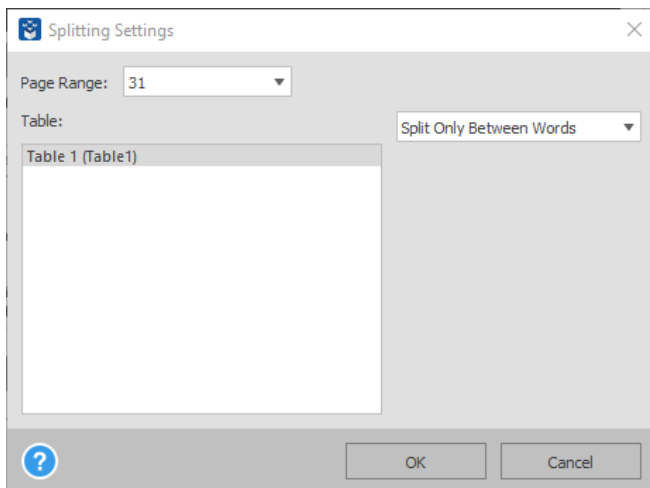 Splitting Settings
Page Range: 31
Table:
Split Only Between Words
Table 1 (Table1)
?
OK Cancel